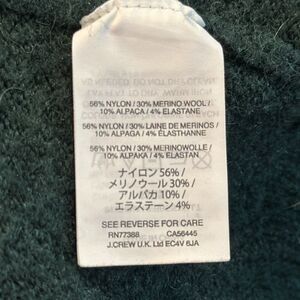 56% NYLON / 30% MERINO WOOL /
10% ALPACA / 4% ELASTANE
56% NYLON / 30% LAINE DE MERINOS /
10% ALPAGA / 4% ÉLASTHANNE
56% NYLON / 30% MERINOWOLLE /
10% ALPAKA / 4% ELASTAN
ナイロン 56% /
メリノウール 30% /
アルパカ 10% /
エラステーン 4%
SEE REVERSE FOR CARE
RN77388 CA56445
J.CREW U.K. Ltd EC4V 6JA